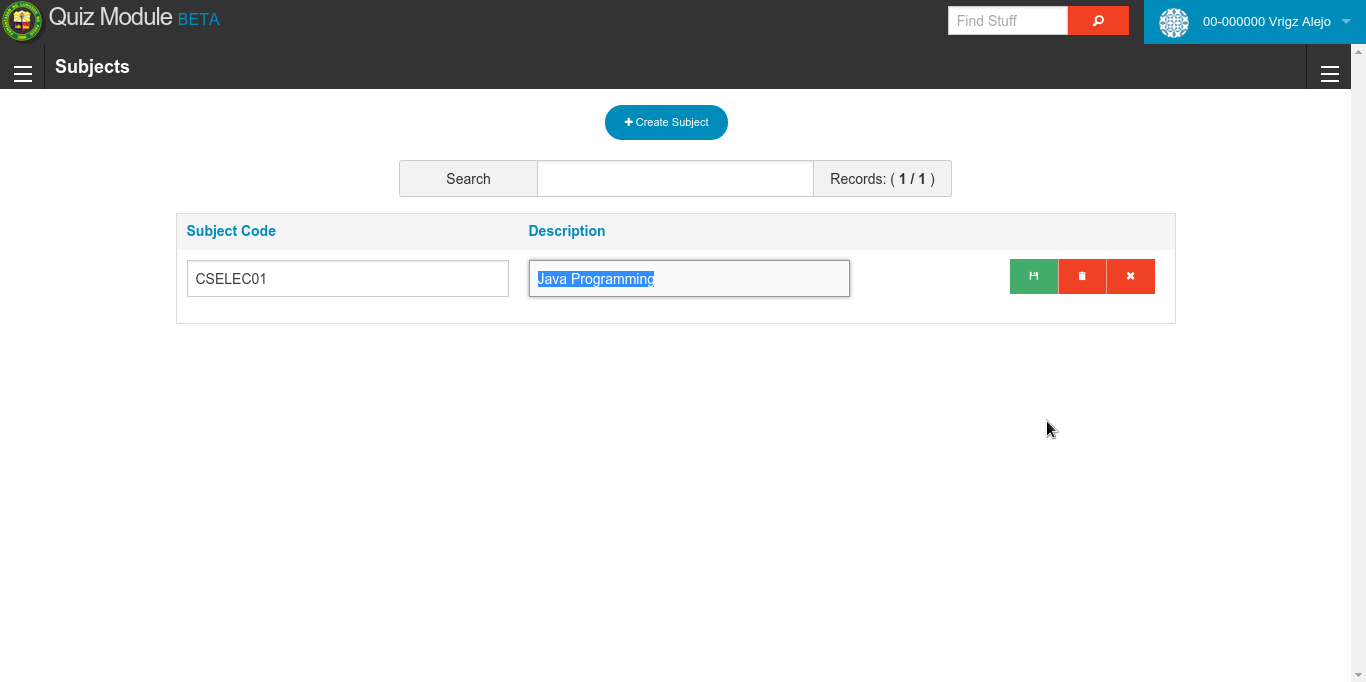 Quiz Module BETA
Find Stuff
00-000000 Vrigz Alejo
Subjects
Create Subject
Search
Records: ( 1 / 1 )
Subject Code Description
CSELEC01 Java Programming